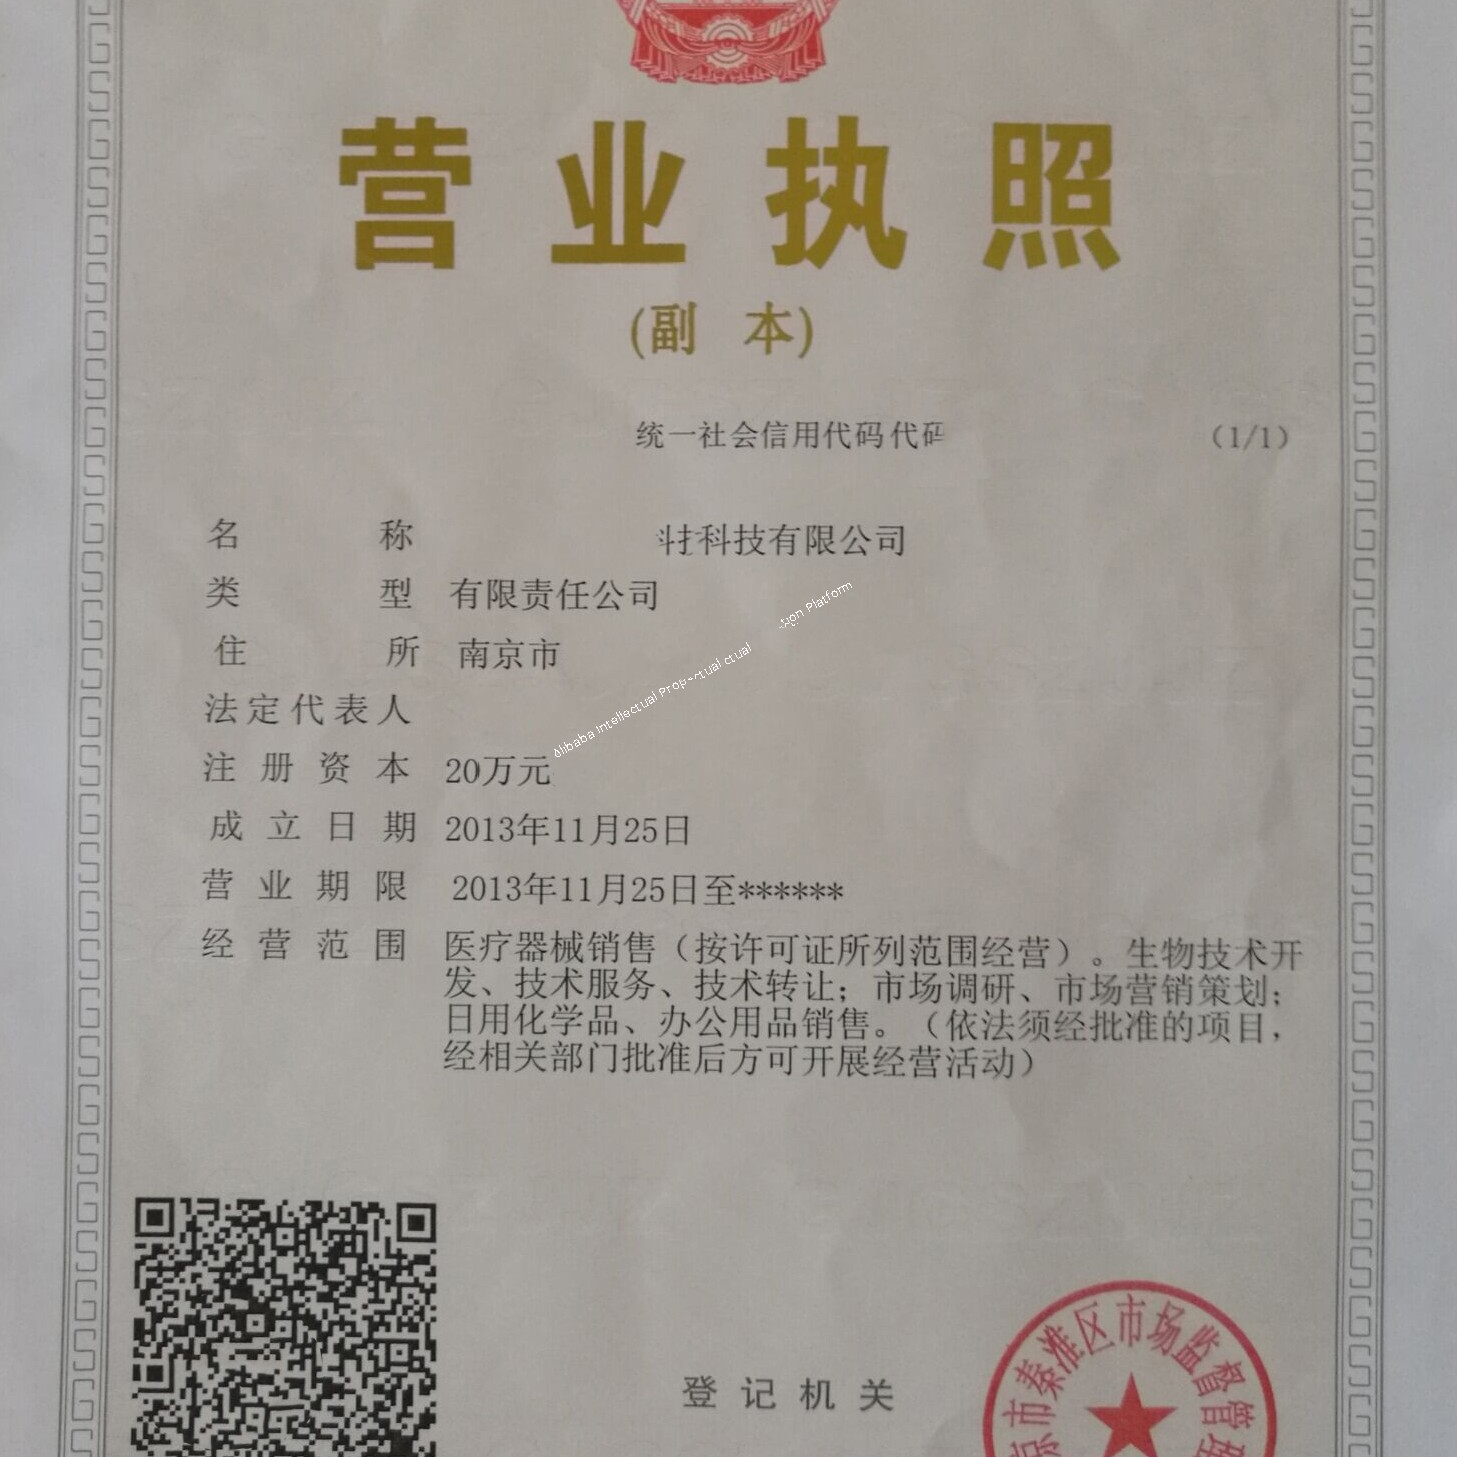 营业执照
(副 本)
统一社会信用代码代码 (1/1)
名 称 科技有限公司
类 型 有限责任公司
住 所 南京市
法定代表人
注册资本 20万元
成立日期 2013年11月25日
营业期限 2013年11月25日至******
经营范围 医疗器械销售（按许可证所列范围经营）。生物技术开
发、技术服务、技术转让；市场调研、市场营销策划；
日用化学品、办公用品销售。（依法须经批准的项目，
经相关部门批准后方可开展经营活动）
Alibaba Intellectual
Platform
登记机关
京市秦淮区市场监督管理